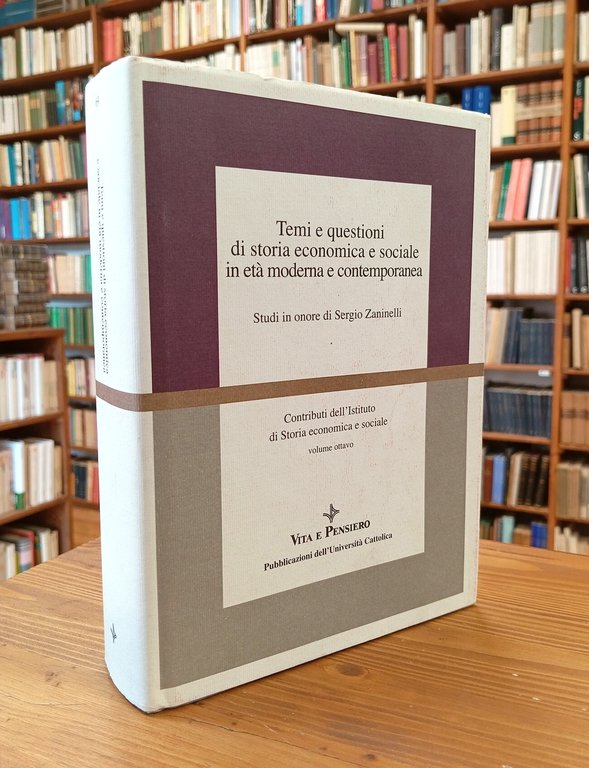 Temi e questioni
di storia economica e sociale
in età moderna e contemporanea
Studi in onore di Sergio Zaninelli
Contributi dell'Istituto
di Storia economica e sociale
volume ottavo
VITA E PENSIERO
Pubblicazioni dell'Università Cattolica